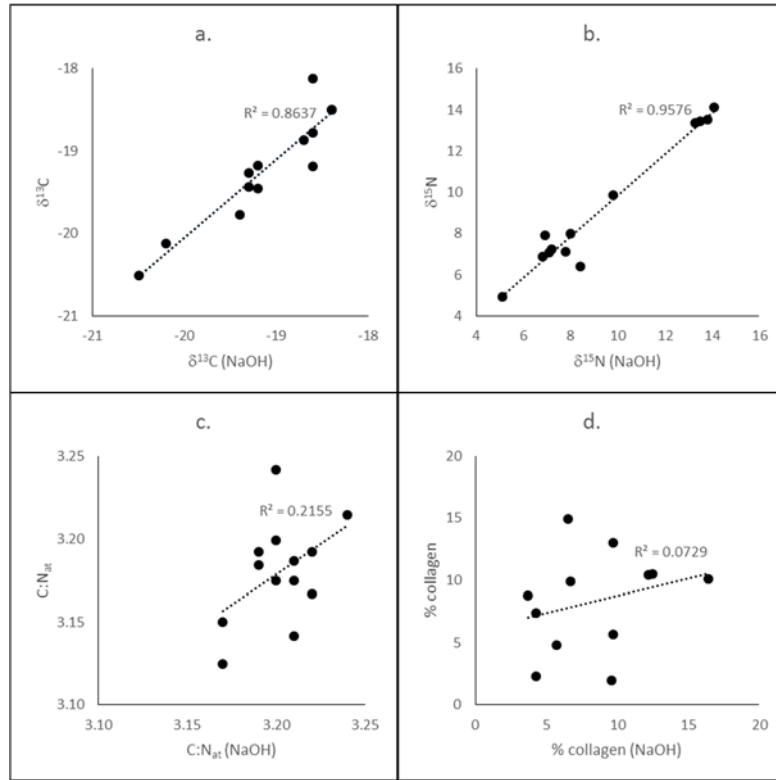 a.
-18
-19
-20
-21
δ¹³C
R² = 0.8637
-21
-20
-19
-18
δ¹³C (NaOH)
b.
16
14
12
10
8
6
4
δ¹⁵N
R² = 0.9576
4
6
8
10
12
14
16
δ¹⁵N (NaOH)
c.
3.25
3.20
3.15
3.10
C:Nat
R² = 0.2155
3.10
3.15
3.20
3.25
C:Nat (NaOH)
d.
20
15
10
5
0
% collagen
R² = 0.0729
0
5
10
15
20
% collagen (NaOH)